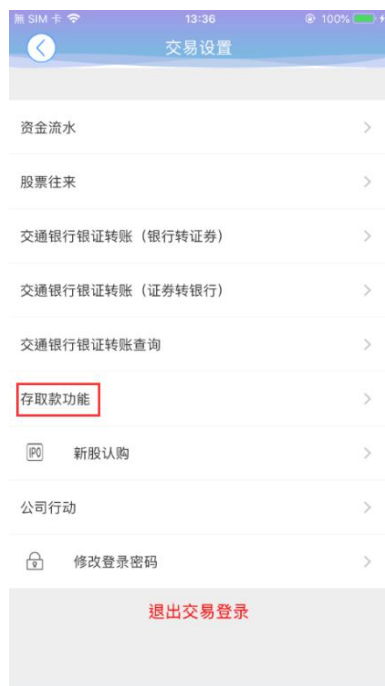 無 SIM 卡 13:36 100%
交易设置
资金流水
股票往来
交通银行银证转账（银行转证券）
交通银行银证转账（证券转银行）
交通银行银证转账查询
存取款功能
IPO 新股认购
公司行动
修改登录密码
退出交易登录